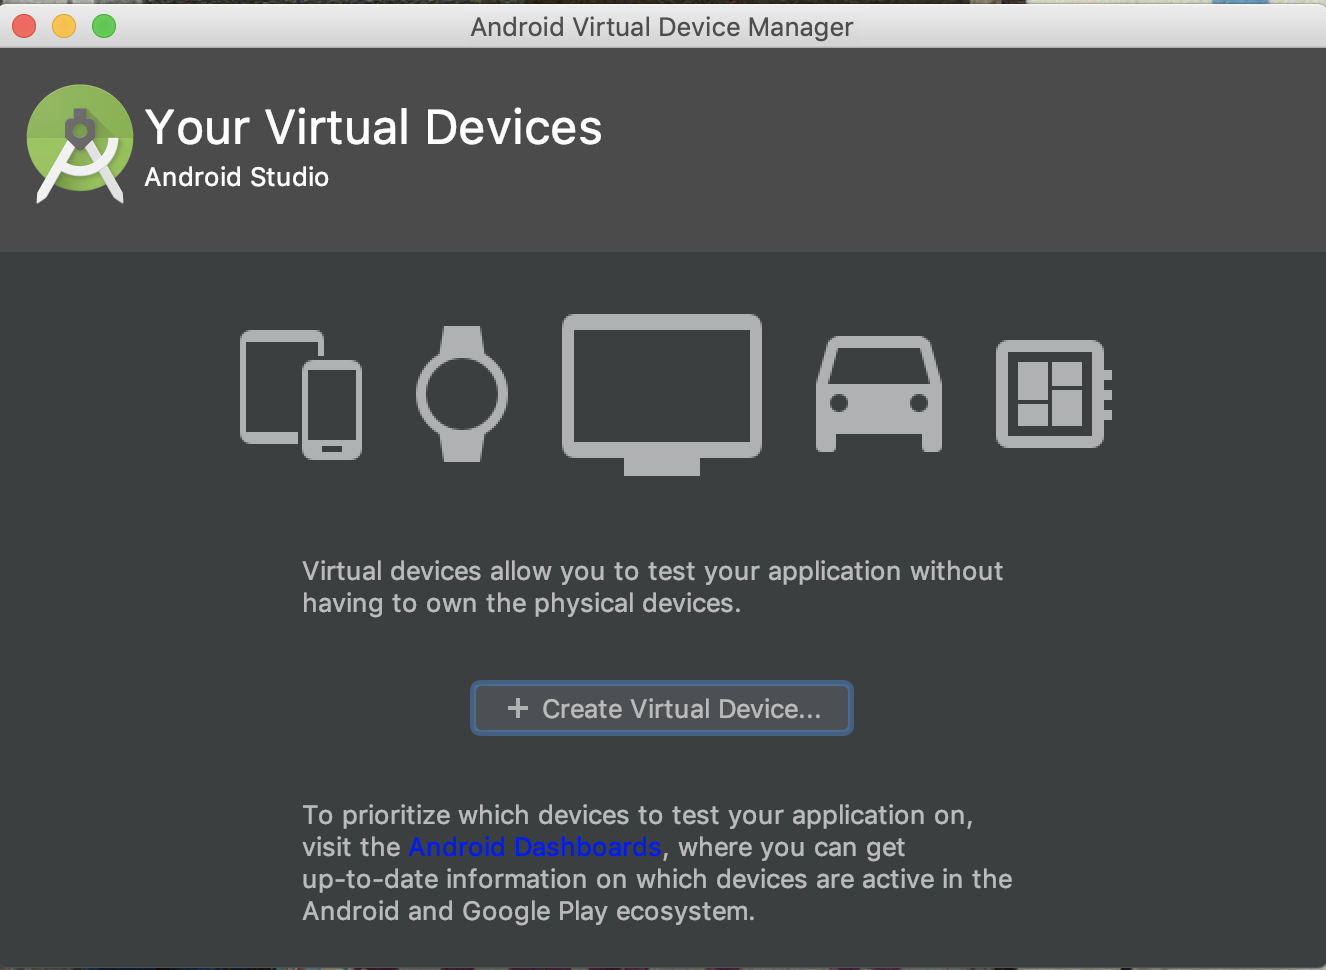 Android Virtual Device Manager
Your Virtual Devices
Android Studio
Virtual devices allow you to test your application without
having to own the physical devices.
+ Create Virtual Device...
To prioritize which devices to test your application on,
visit the Android Dashboards, where you can get
up-to-date information on which devices are active in the
Android and Google Play ecosystem.